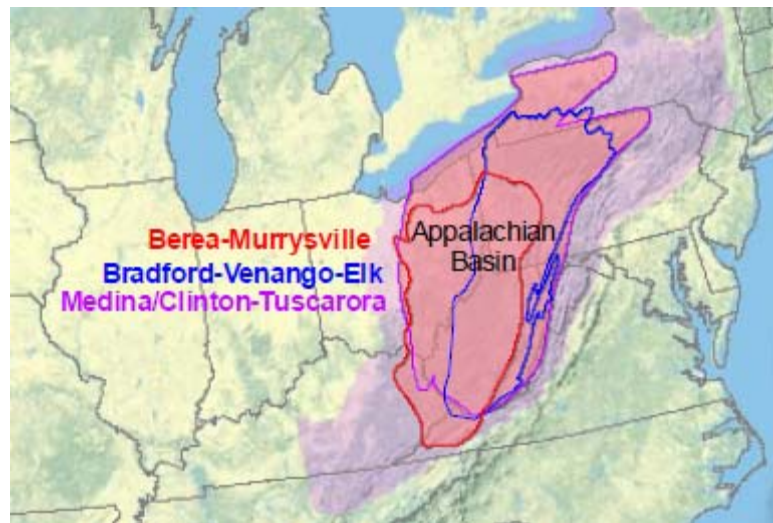 Appalachian
Basin
Berea-Murrysville
Bradford-Venango-Elk
Medina/Clinton-Tuscarora